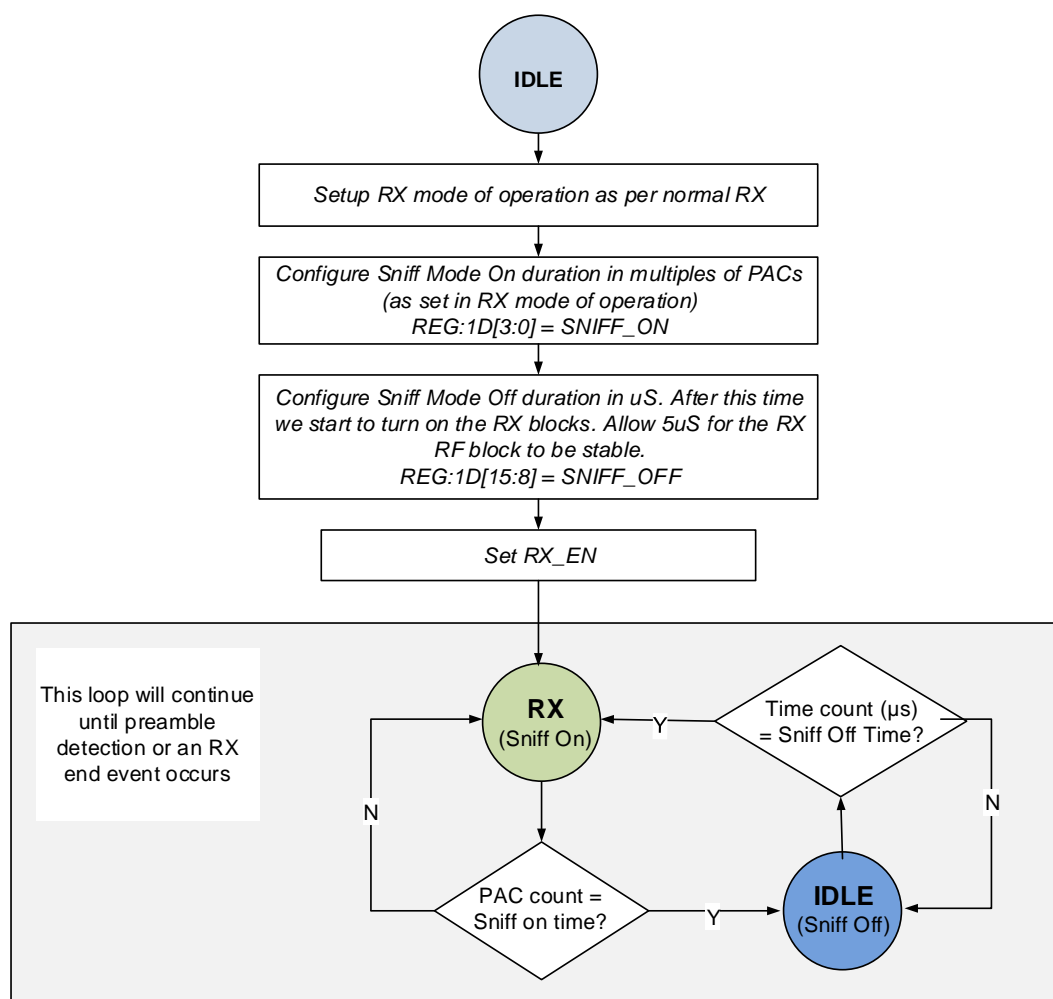 IDLE
Setup RX mode of operation as per normal RX
Configure Sniff Mode On duration in multiples of PACs
(as set in RX mode of operation)
REG:1D[3:0] = SNIFF_ON
Configure Sniff Mode Off duration in uS. After this time
we start to turn on the RX blocks. Allow 5uS for the RX
RF block to be stable.
REG:1D[15:8] = SNIFF_OFF
Set RX_EN
This loop will continue
until preamble
detection or an RX
end event occurs
RX
(Sniff On)
Y
Time count (µs)
= Sniff Off Time?
N
N
PAC count =
Sniff on time?
Y
IDLE
(Sniff Off)